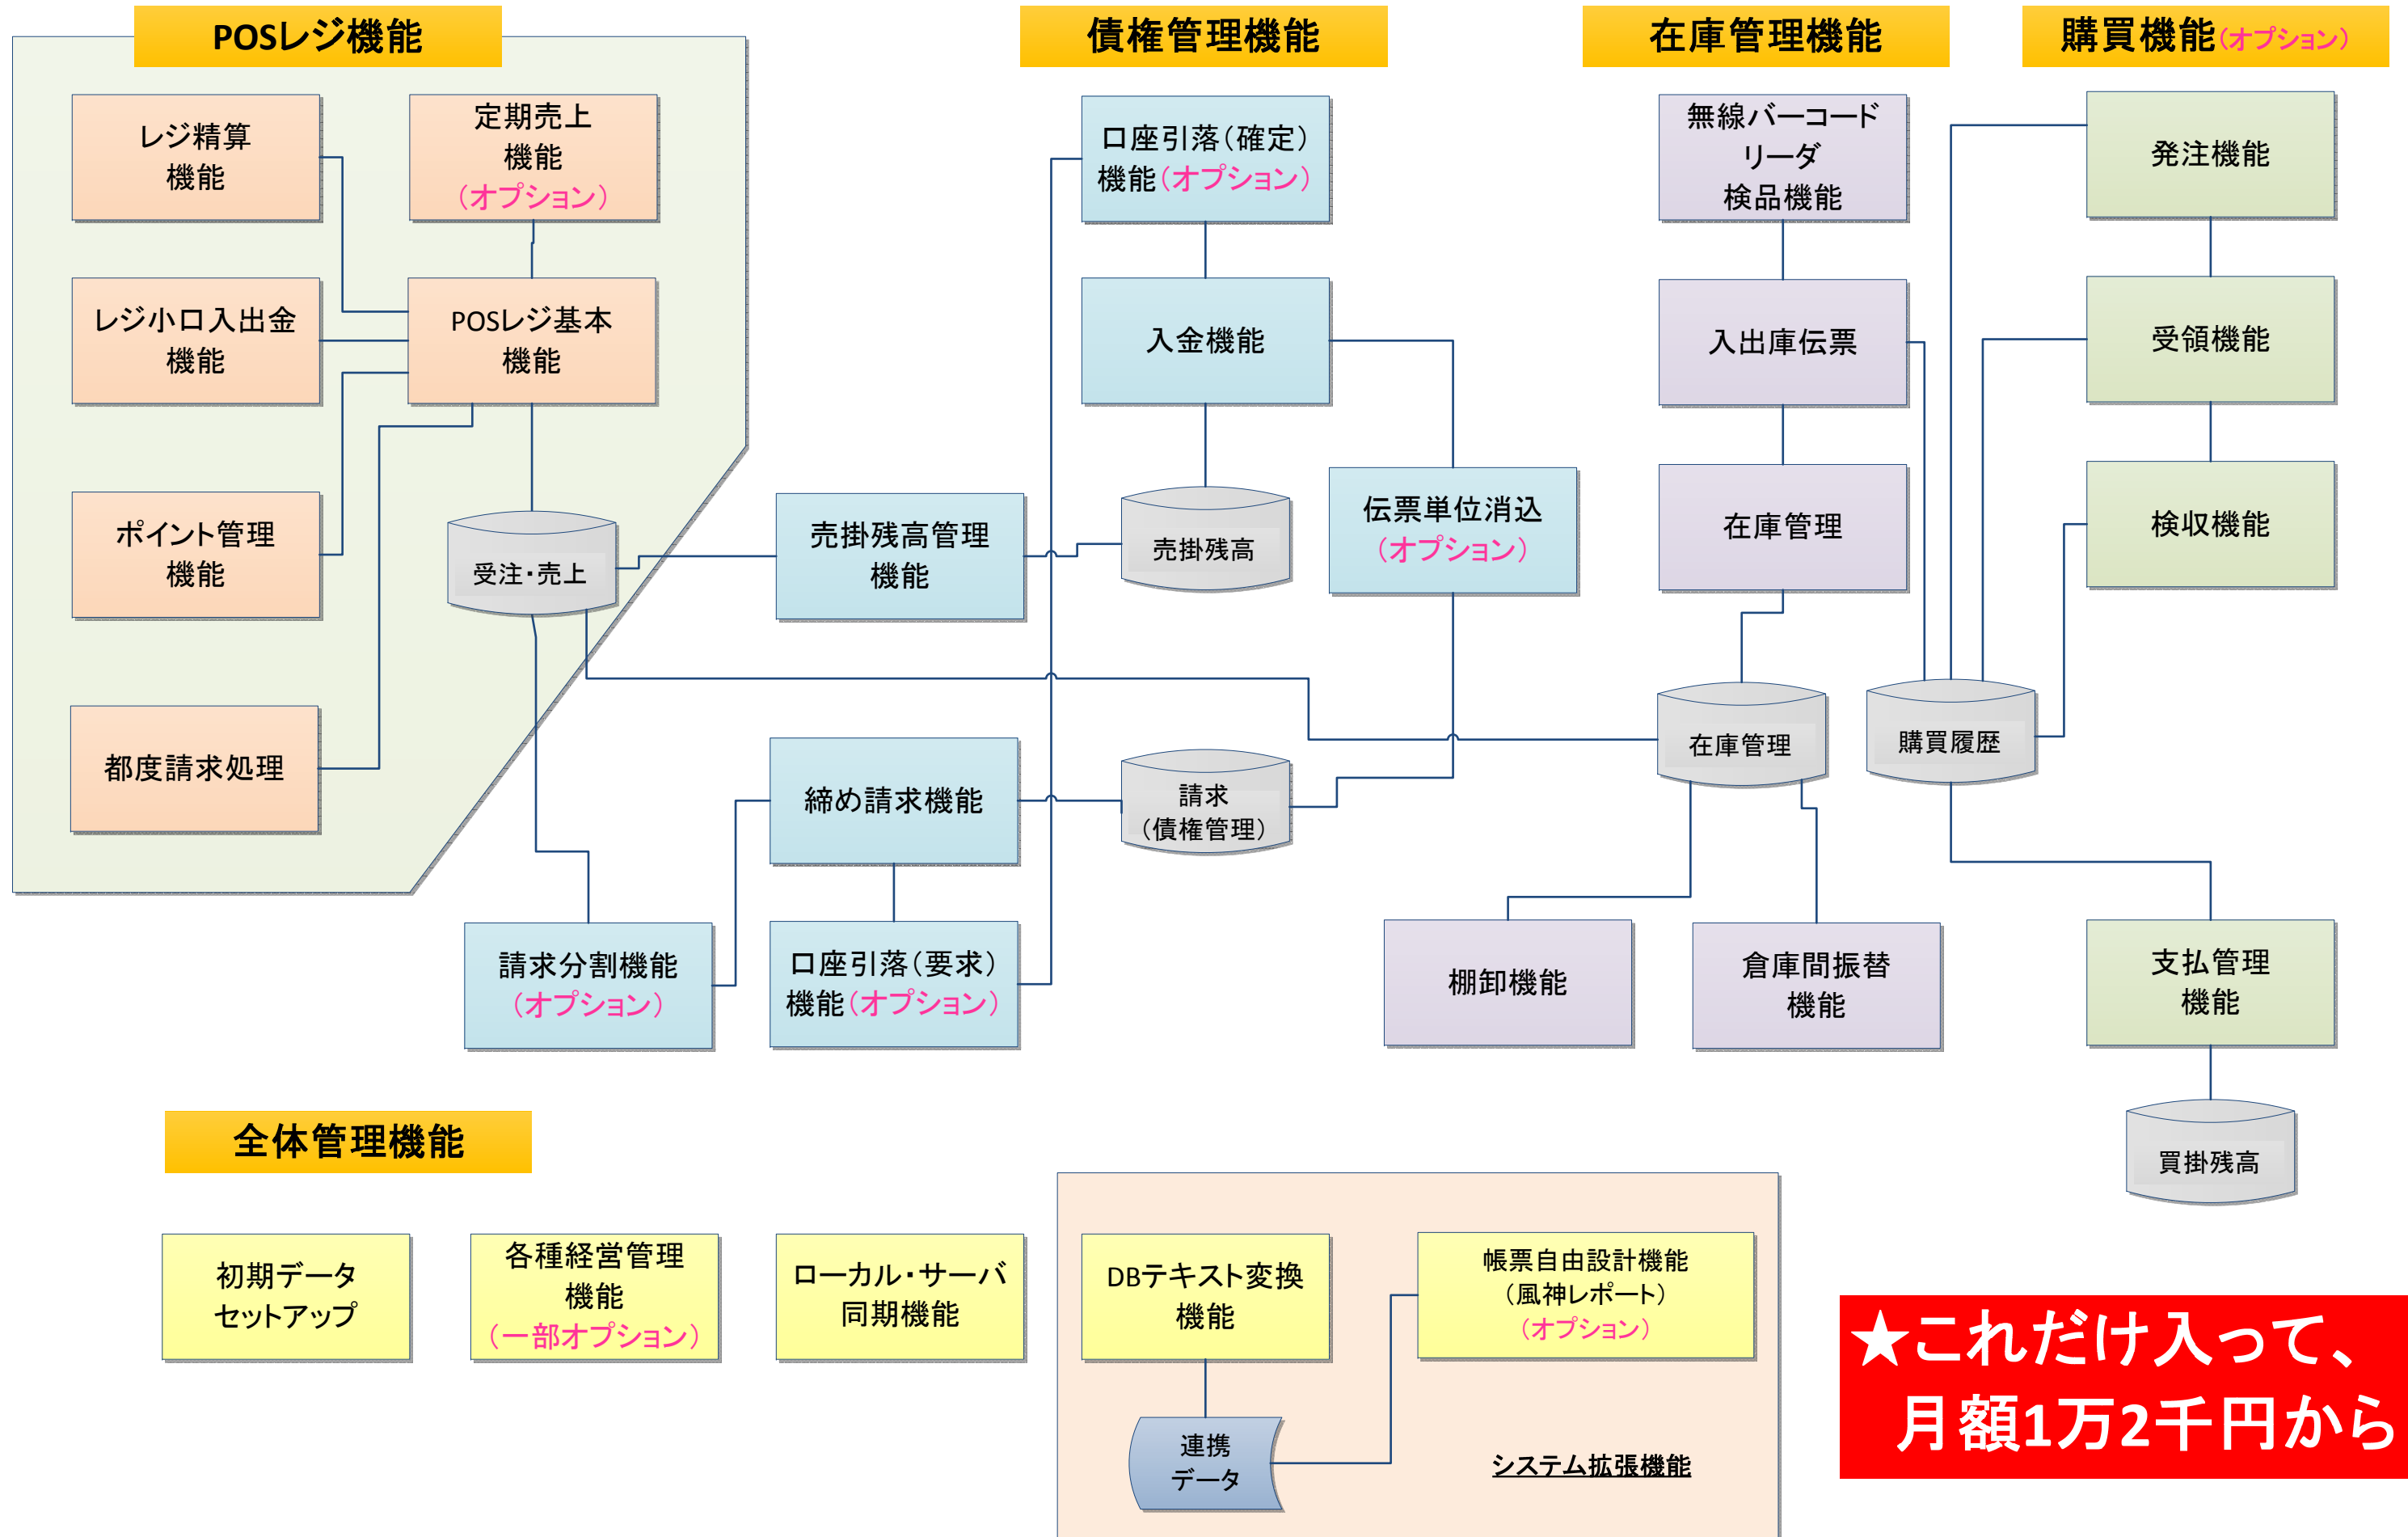 POSレジ機能
債権管理機能
在庫管理機能
購買機能(オプション)
レジ精算
機能
定期売上
機能
(オプション)
レジ小口入出金
機能
POSレジ基本
機能
ポイント管理
機能
受注・売上
都度請求処理
口座引落(確定)
機能(オプション)
入金機能
売掛残高管理
機能
売掛残高
伝票単位消込
(オプション)
締め請求機能
請求
(債権管理)
請求分割機能
(オプション)
口座引落(要求)
機能(オプション)
無線バーコード
リーダ
検品機能
入出庫伝票
在庫管理
在庫管理
棚卸機能
倉庫間振替
機能
発注機能
受領機能
検収機能
購買履歴
支払管理
機能
買掛残高
全体管理機能
初期データ
セットアップ
各種経営管理
機能
(一部オプション)
ローカル・サーバ
同期機能
DBテキスト変換
機能
帳票自由設計機能
(風神レポート)
(オプション)
連携
データ
システム拡張機能
★これだけ入って、
月額1万2千円から